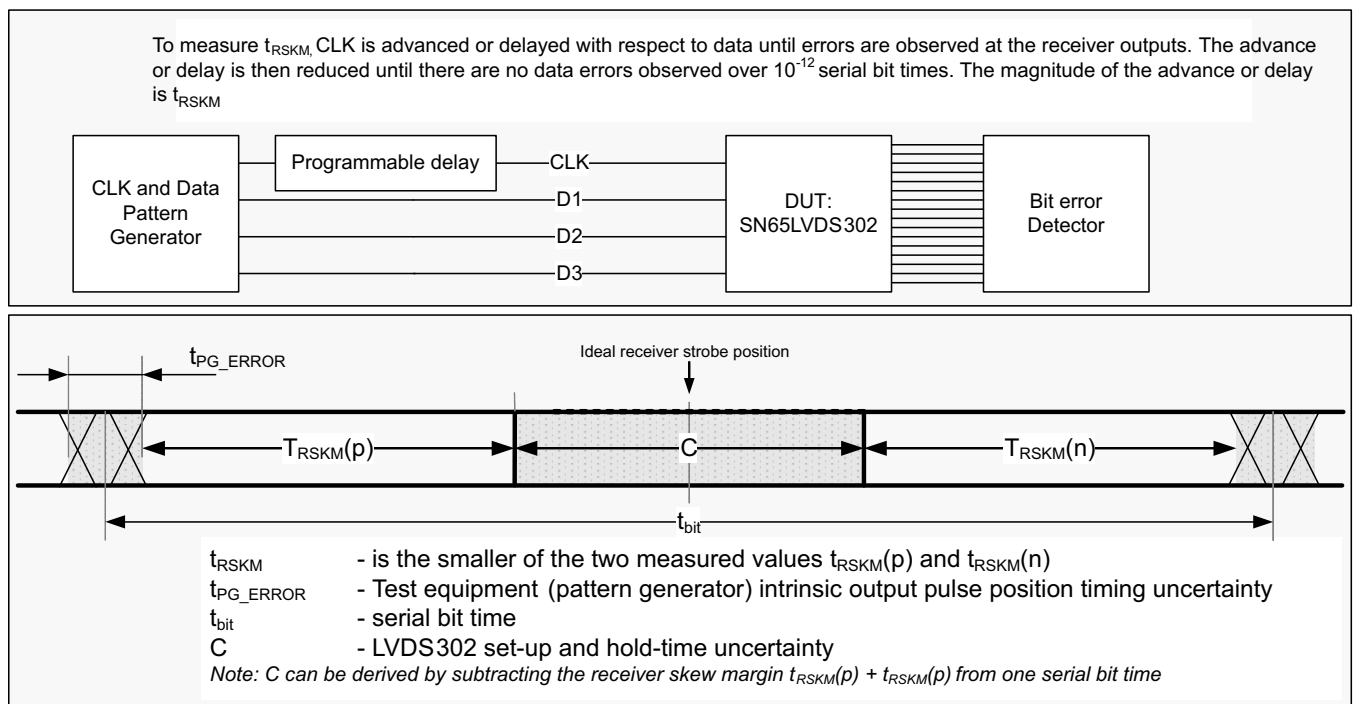 To measure tRSKM, CLK is advanced or delayed with respect to data until errors are observed at the receiver outputs. The advance
or delay is then reduced until there are no data errors observed over 10-12 serial bit times. The magnitude of the advance or delay
is tRSKM
CLK and Data
Pattern
Generator
Programmable delay
CLK
D1
D2
D3
DUT:
SN65LVDS302
Bit error
Detector
tPG_ERROR
Ideal receiver strobe position
TRSKM(p)
C
TRSKM(n)
tbit
tRSKM - is the smaller of the two measured values tRSKM(p) and tRSKM(n)
tPG_ERROR - Test equipment (pattern generator) intrinsic output pulse position timing uncertainty
tbit - serial bit time
C - LVDS302 set-up and hold-time uncertainty
Note: C can be derived by subtracting the receiver skew margin tRSKM(p) + tRSKM(p) from one serial bit time